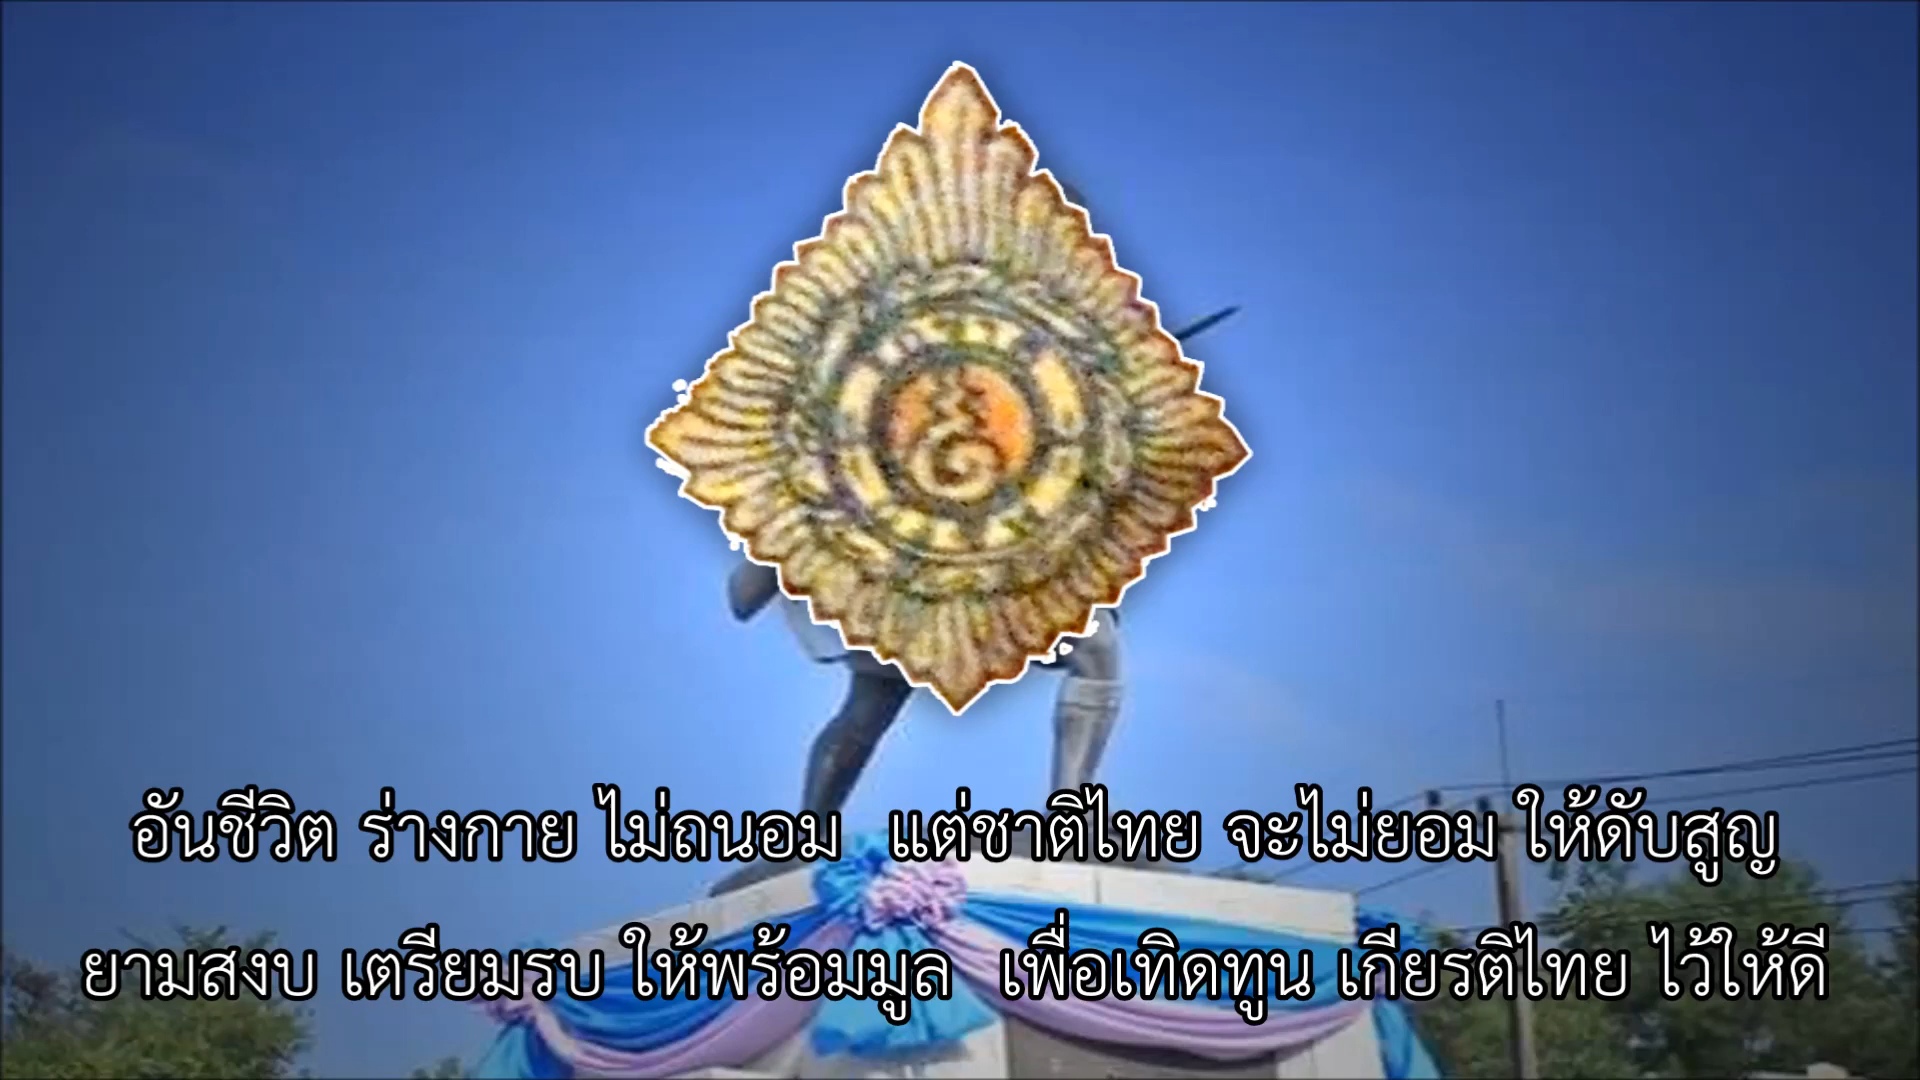 อันชีวิต ร่างกาย ไม่ถนอม แต่ชาติไทย จะไม่ยอม ให้ดับสูญ
ยามสงบ เตรียมรบ ให้พร้อมมูล เพื่อเทิดทูน เกียรติไทย ไว้ให้ดี